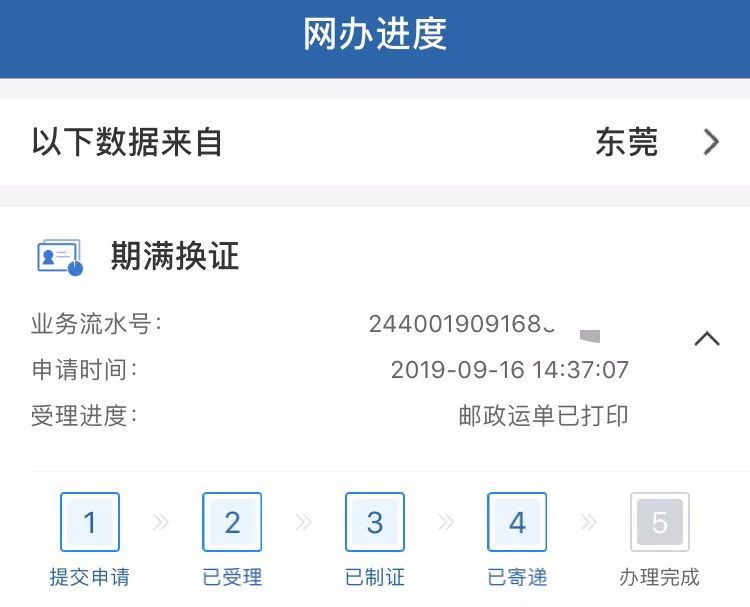 网办进度
以下数据来自 东莞
期满换证
业务流水号: 244001909168
申请时间: 2019-09-16 14:37:07
受理进度: 邮政运单已打印
1 2 3 4 5
提交申请 已受理 已制证 已寄递 办理完成